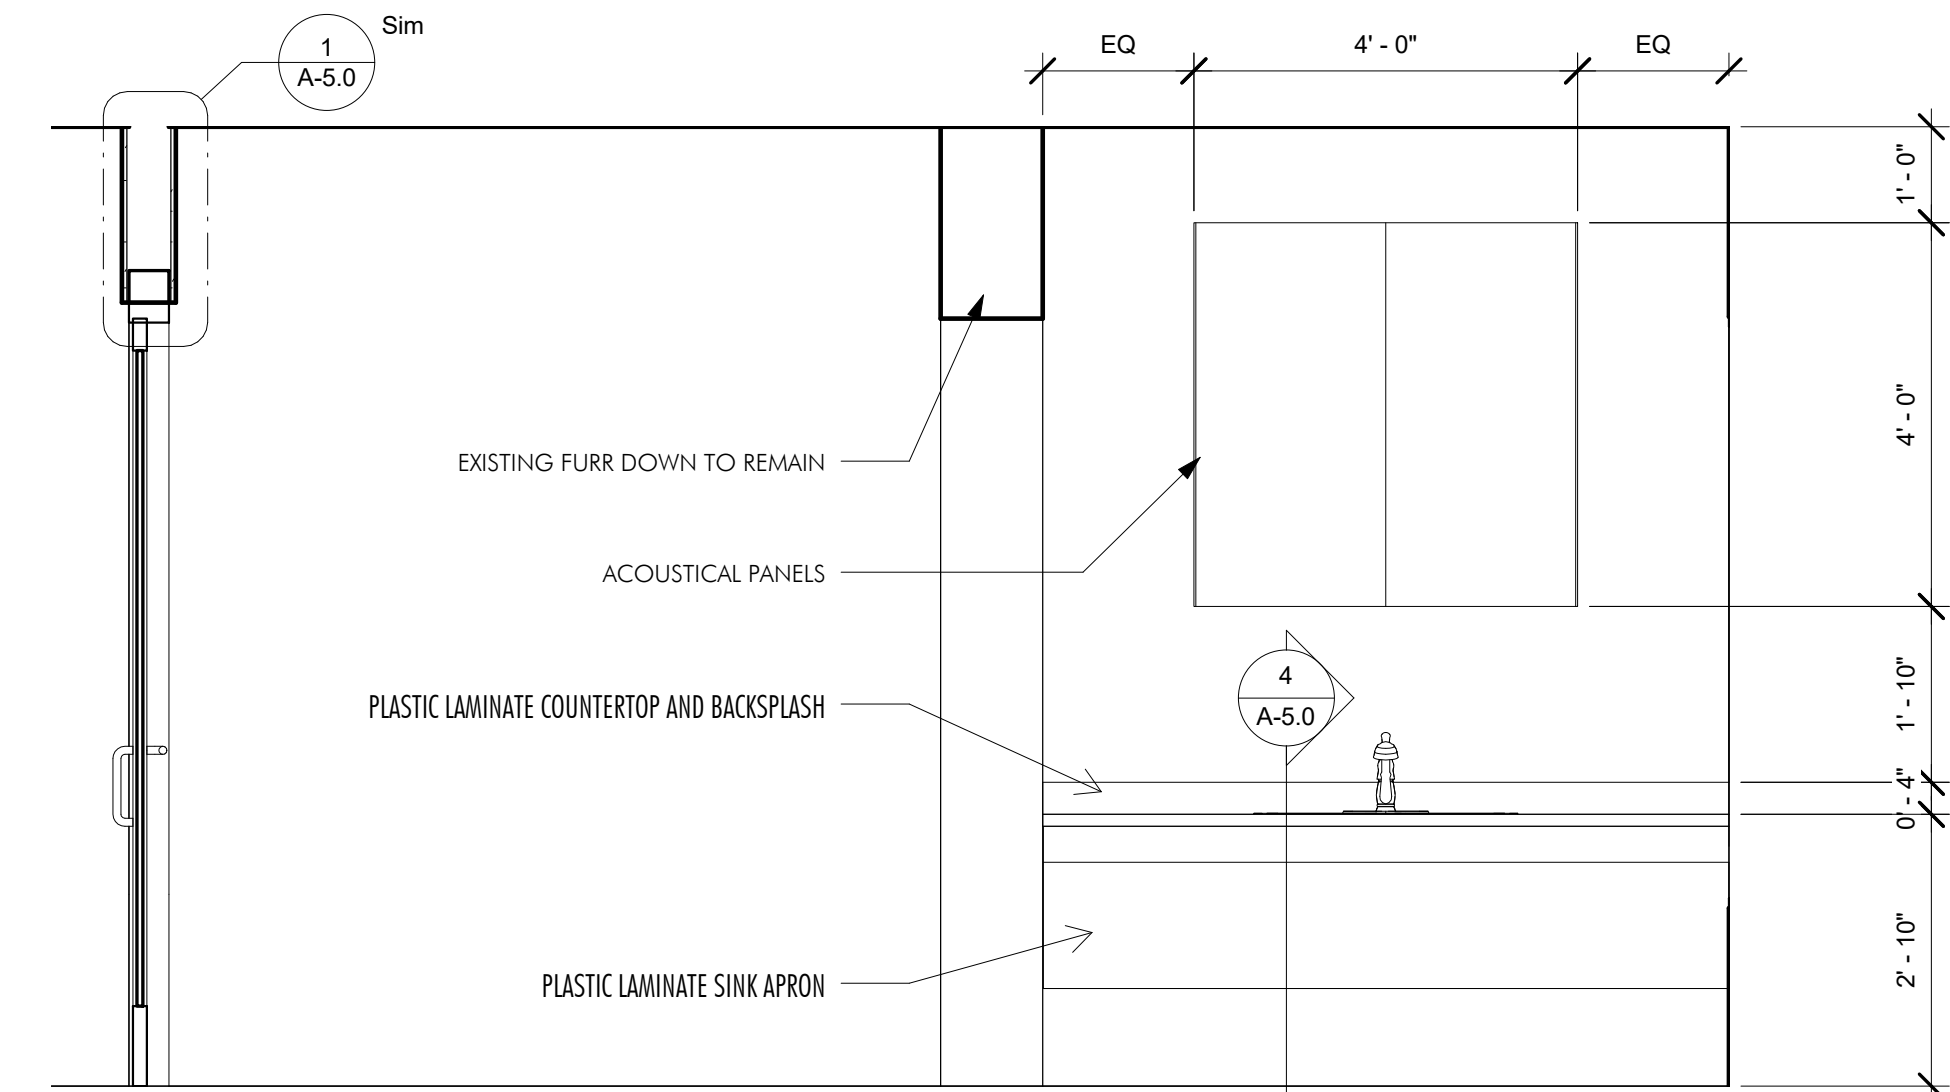 Sim
1
A-5.0
EQ
4' - 0"
EQ
1' - 0"
4' - 0"
EXISTING FURR DOWN TO REMAIN
ACOUSTICAL PANELS
4
A-5.0
PLASTIC LAMINATE COUNTERTOP AND BACKSPLASH
1' - 10"
0' - 4"
2' - 10"
PLASTIC LAMINATE SINK APRON